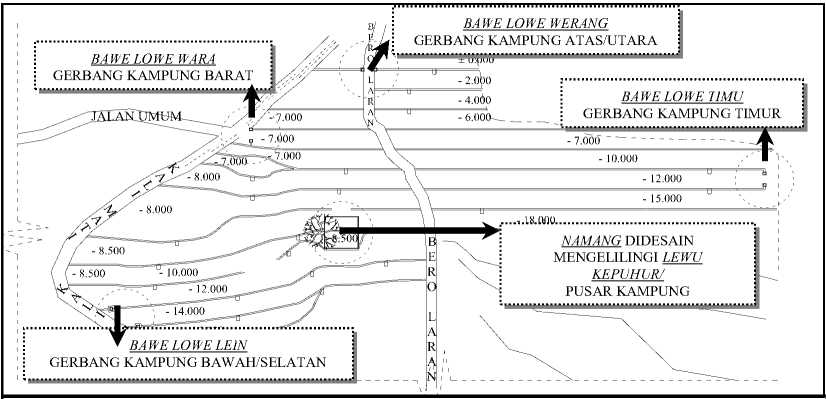 BAWE LOWE WERANG
GERBANG KAMPUNG ATAS/UTARA
BAWE LOWE WARA
GERBANG KAMPUNG BARAT
BERO LARAN
± 0.000
- 2.000
- 4.000
- 6.000
BAWE LOWE TIMU
GERBANG KAMPUNG TIMUR
JALAN UMUM
- 7.000
- 7.000
- 7.000
- 7.000
- 7.000
- 10.000
- 8.000
- 12.000
- 15.000
- 8.000
- 18.000
KALI MATI
8.500
NAMANG DIDESAIN
MENGELILINGI LEWU
KEPUHUR/
PUSAR KAMPUNG
- 8.500
- 8.500
- 10.000
- 12.000
- 14.000
KALI
BERO LARAN
BAWE LOWE LEIN
GERBANG KAMPUNG BAWAH/SELATAN